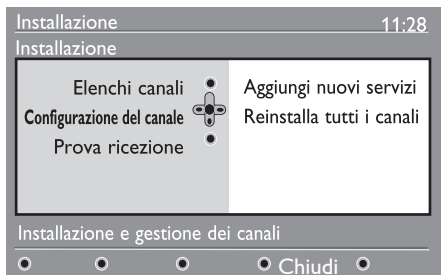 Installazione 11:28
Installazione
Elenchi canali
Configurazione del canale
Prova ricezione
Aggiungi nuovi servizi
Reinstalla tutti i canali
Installazione e gestione dei canali
Chiudi